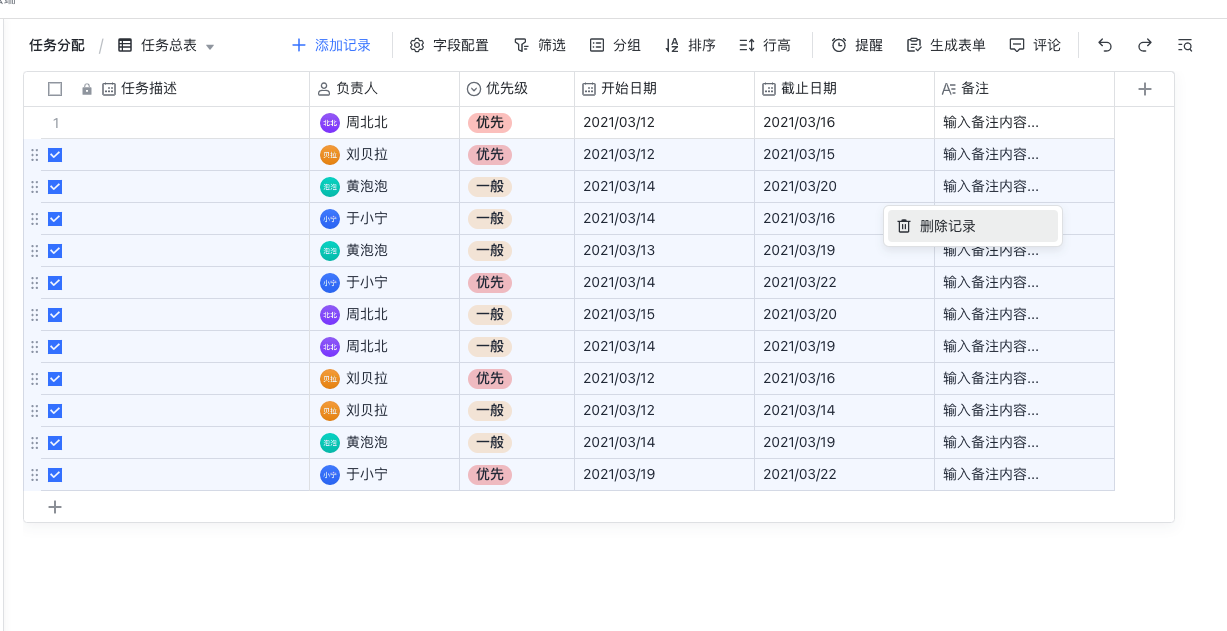 任务分配 / 任务总表 添加记录 字段配置 筛选 分组 排序 行高 提醒 生成表单 评论
任务描述 负责人 优先级 开始日期 截止日期 备注
1 北北 周北北 优先 2021/03/12 2021/03/16 输入备注内容...
贝拉 刘贝拉 优先 2021/03/12 2021/03/15 输入备注内容...
泡泡 黄泡泡 一般 2021/03/14 2021/03/20 输入备注内容...
小宁 于小宁 一般 2021/03/14 2021/03/16
删除记录
泡泡 黄泡泡 一般 2021/03/13 2021/03/19 输入备注内容...
小宁 于小宁 优先 2021/03/14 2021/03/22 输入备注内容...
北北 周北北 一般 2021/03/15 2021/03/20 输入备注内容...
北北 周北北 一般 2021/03/14 2021/03/19 输入备注内容...
贝拉 刘贝拉 优先 2021/03/12 2021/03/16 输入备注内容...
贝拉 刘贝拉 一般 2021/03/12 2021/03/14 输入备注内容...
泡泡 黄泡泡 一般 2021/03/14 2021/03/19 输入备注内容...
小宁 于小宁 优先 2021/03/19 2021/03/22 输入备注内容...